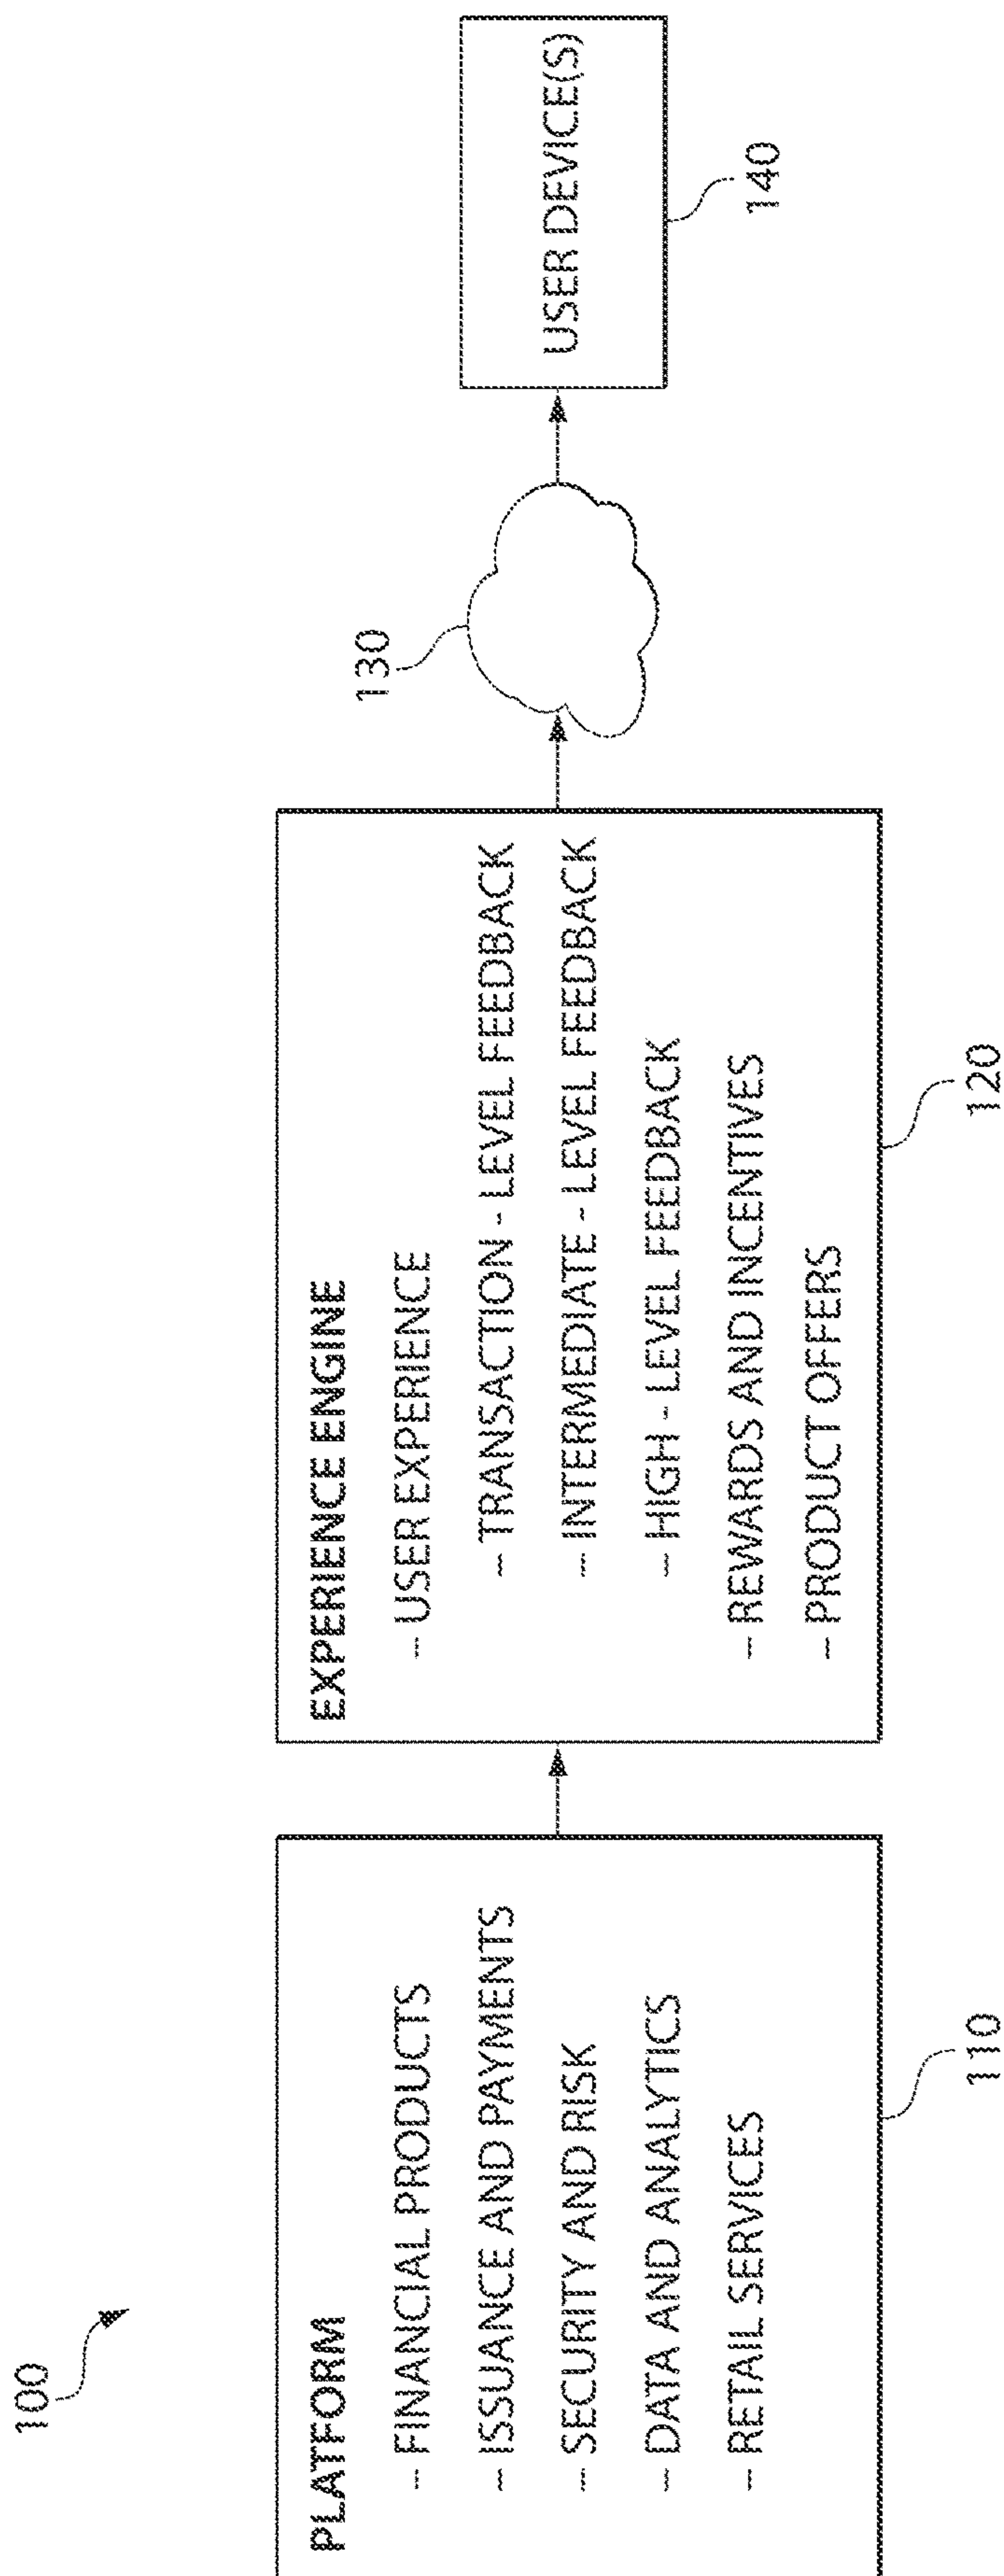 100
PLATFORM
-- FINANCIAL PRODUCTS
-- ISSUANCE AND PAYMENTS
-- SECURITY AND RISK
-- DATA AND ANALYTICS
-- RETAIL SERVICES
110
EXPERIENCE ENGINE
-- USER EXPERIENCE
-- TRANSACTION - LEVEL FEEDBACK
-- INTERMEDIATE - LEVEL FEEDBACK
-- HIGH - LEVEL FEEDBACK
-- REWARDS AND INCENTIVES
-- PRODUCT OFFERS
120
130
USER DEVICE(S)
140